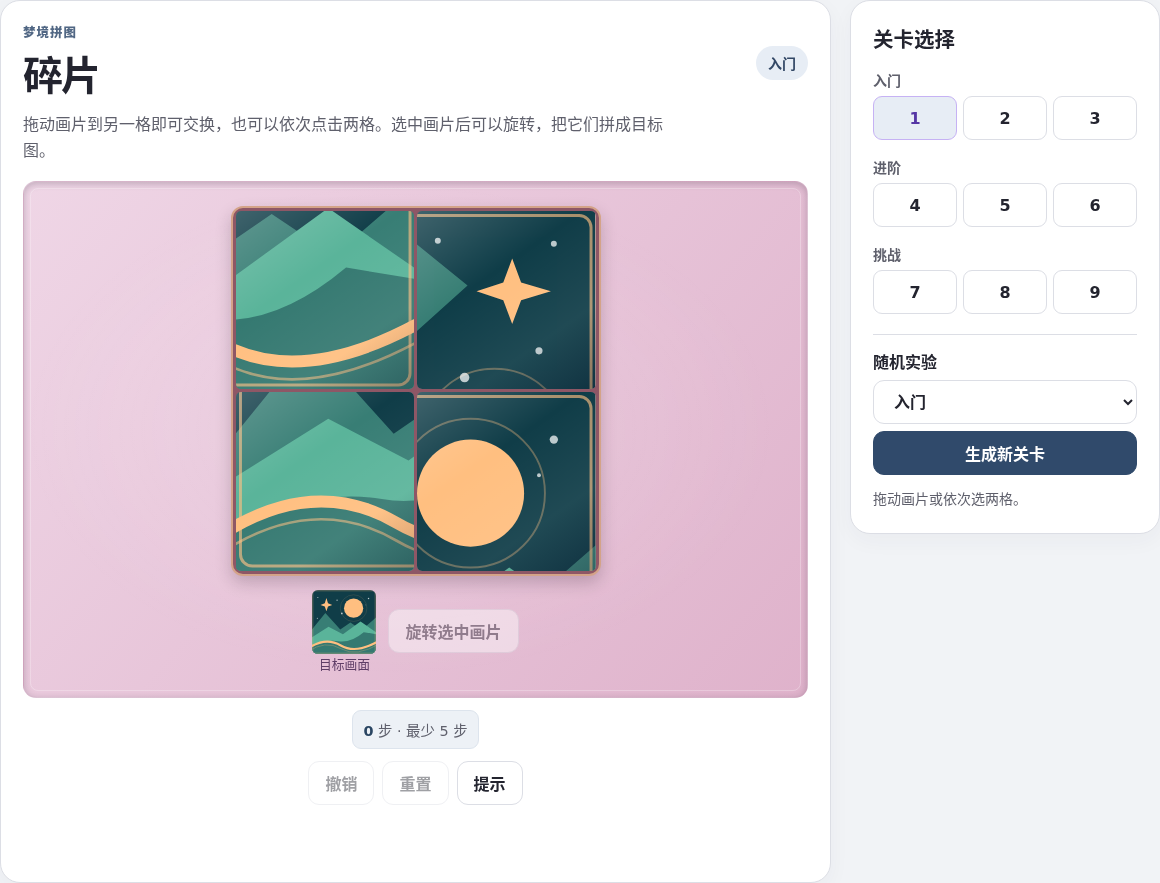 梦境拼图
碎片
入门
拖动画片到另一格即可交换，也可以依次点击两格。选中画片后可以旋转，把它们拼成目标
图。
目标画面
旋转选中画片
0 步 · 最少 5 步
撤销
重置
提示
关卡选择
入门
1
2
3
进阶
4
5
6
挑战
7
8
9
随机实验
入门
生成新关卡
拖动画片或依次选两格。